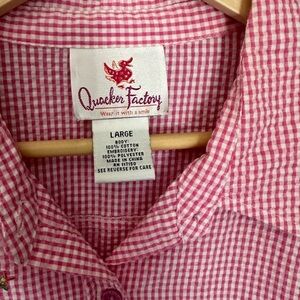 Quacker Factory
Wear it with a smile
LARGE
BODY:
100% COTTON
EMBROIDERY:
100% POLYESTER
MADE IN CHINA
RN 117150
SEE REVERSE FOR CARE